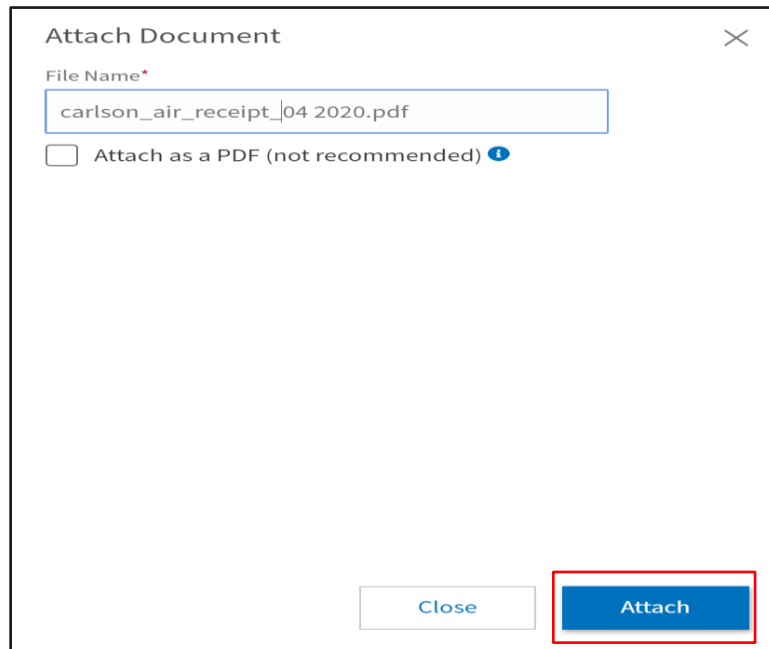 Attach Document
File Name*
carlson_air_receipt_04 2020.pdf
Attach as a PDF (not recommended)
Close
Attach